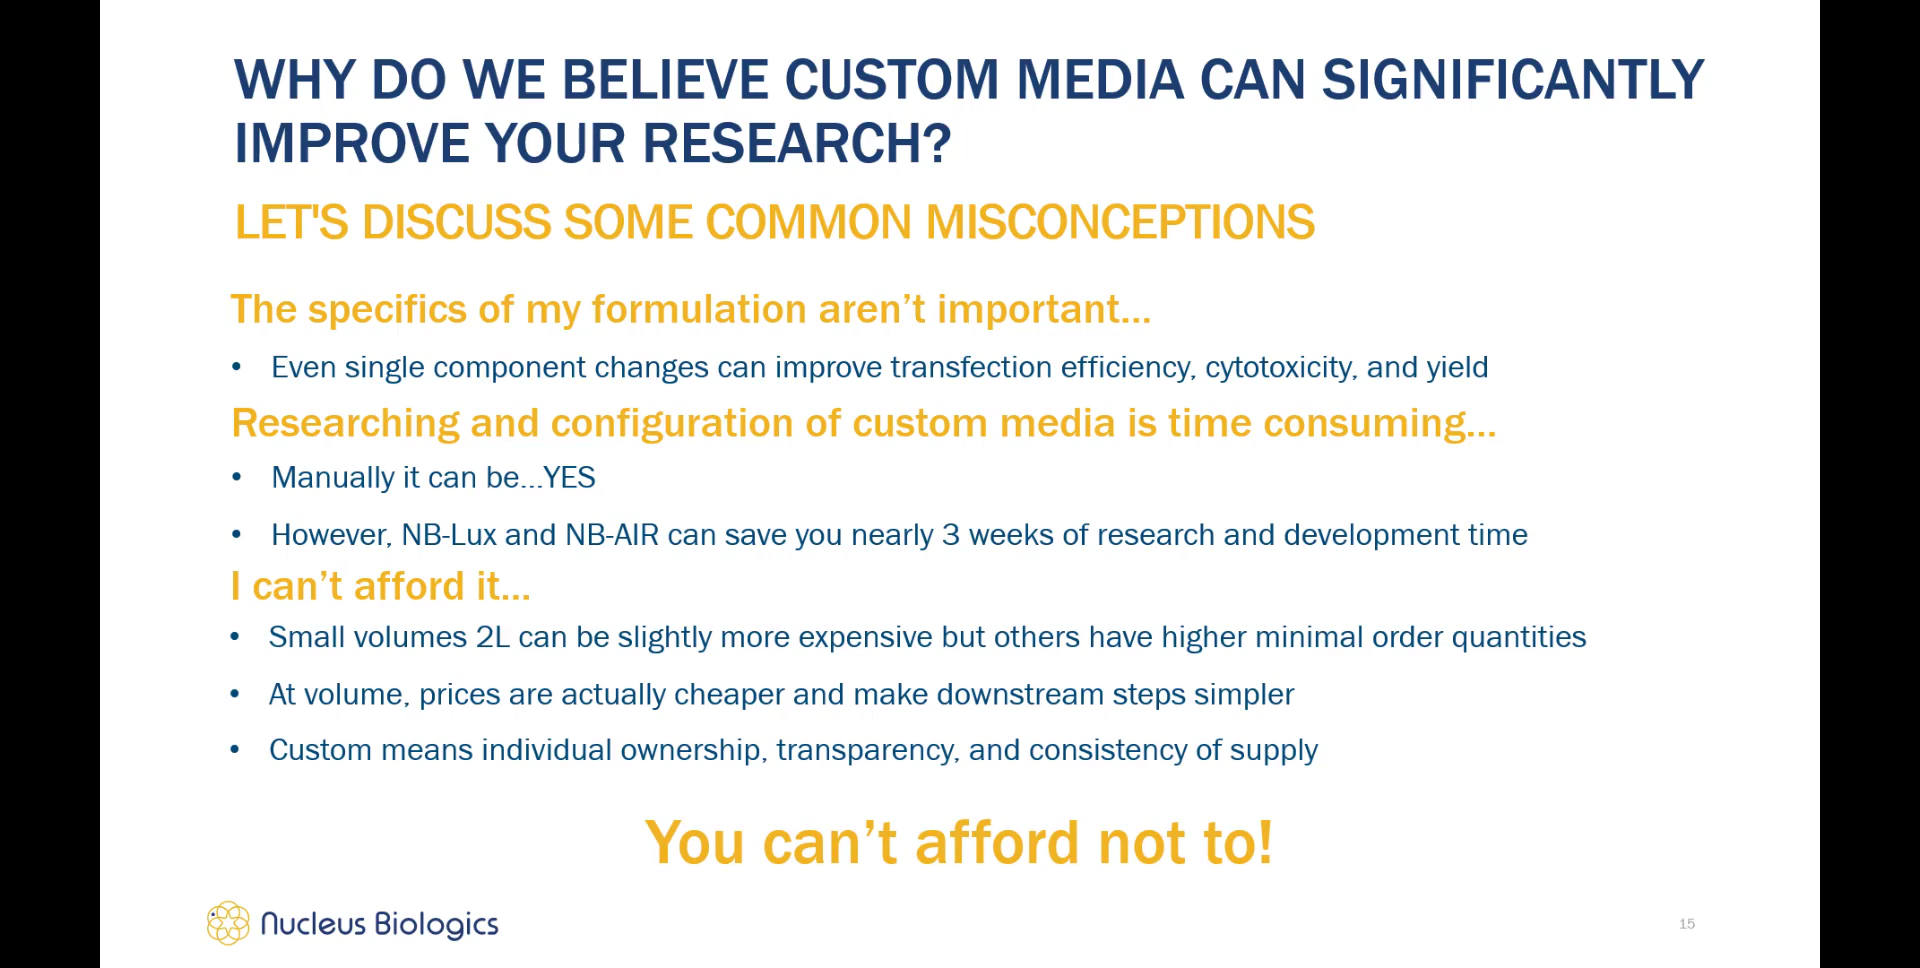 WHY DO WE BELIEVE CUSTOM MEDIA CAN SIGNIFICANTLY
IMPROVE YOUR RESEARCH?
LET'S DISCUSS SOME COMMON MISCONCEPTIONS
The specifics of my formulation aren’t important...
• Even single component changes can improve transfection efficiency, cytotoxicity, and yield
Researching and configuration of custom media is time consuming...
• Manually it can be...YES
• However, NB-Lux and NB-AIR can save you nearly 3 weeks of research and development time
I can’t afford it...
• Small volumes 2L can be slightly more expensive but others have higher minimal order quantities
• At volume, prices are actually cheaper and make downstream steps simpler
• Custom means individual ownership, transparency, and consistency of supply
You can’t afford not to!
Nucleus Biologics
15